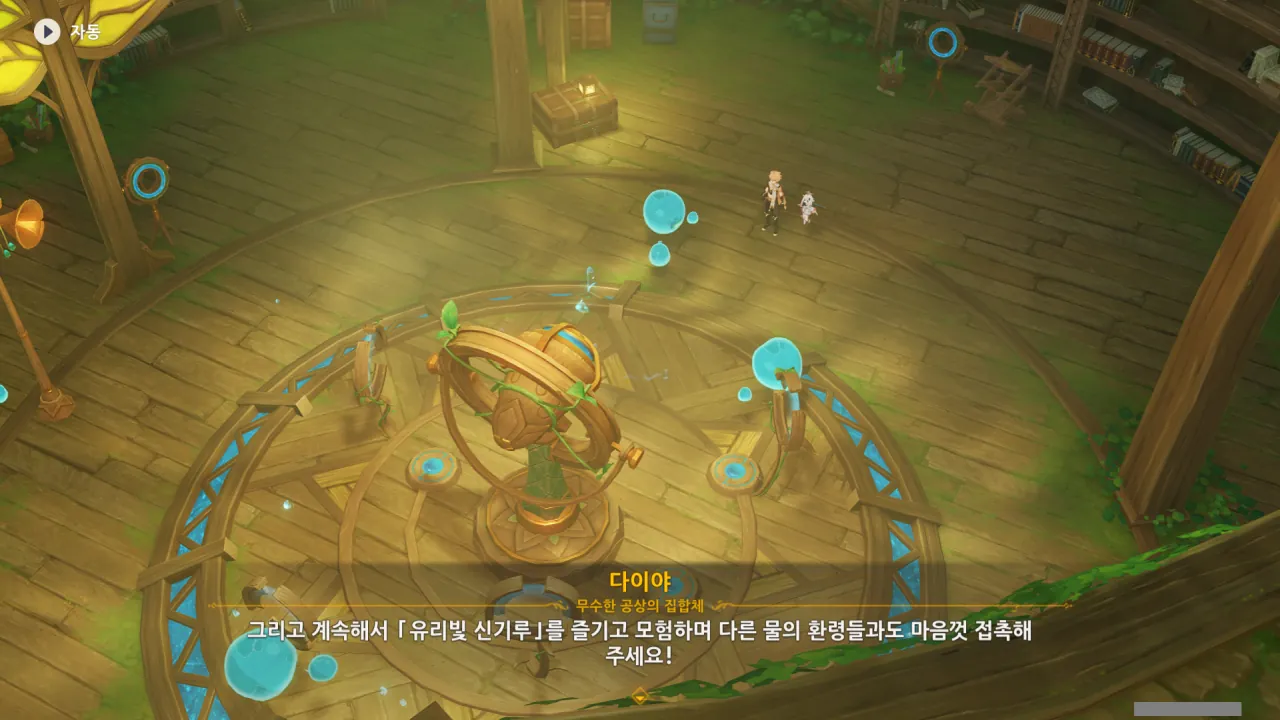 자동
다이야
무수한 공상의 집합체
그리고 계속해서 「유리빛 신기루」를 즐기고 모험하며 다른 물의 환령들과도 마음껏 접촉해
주세요!